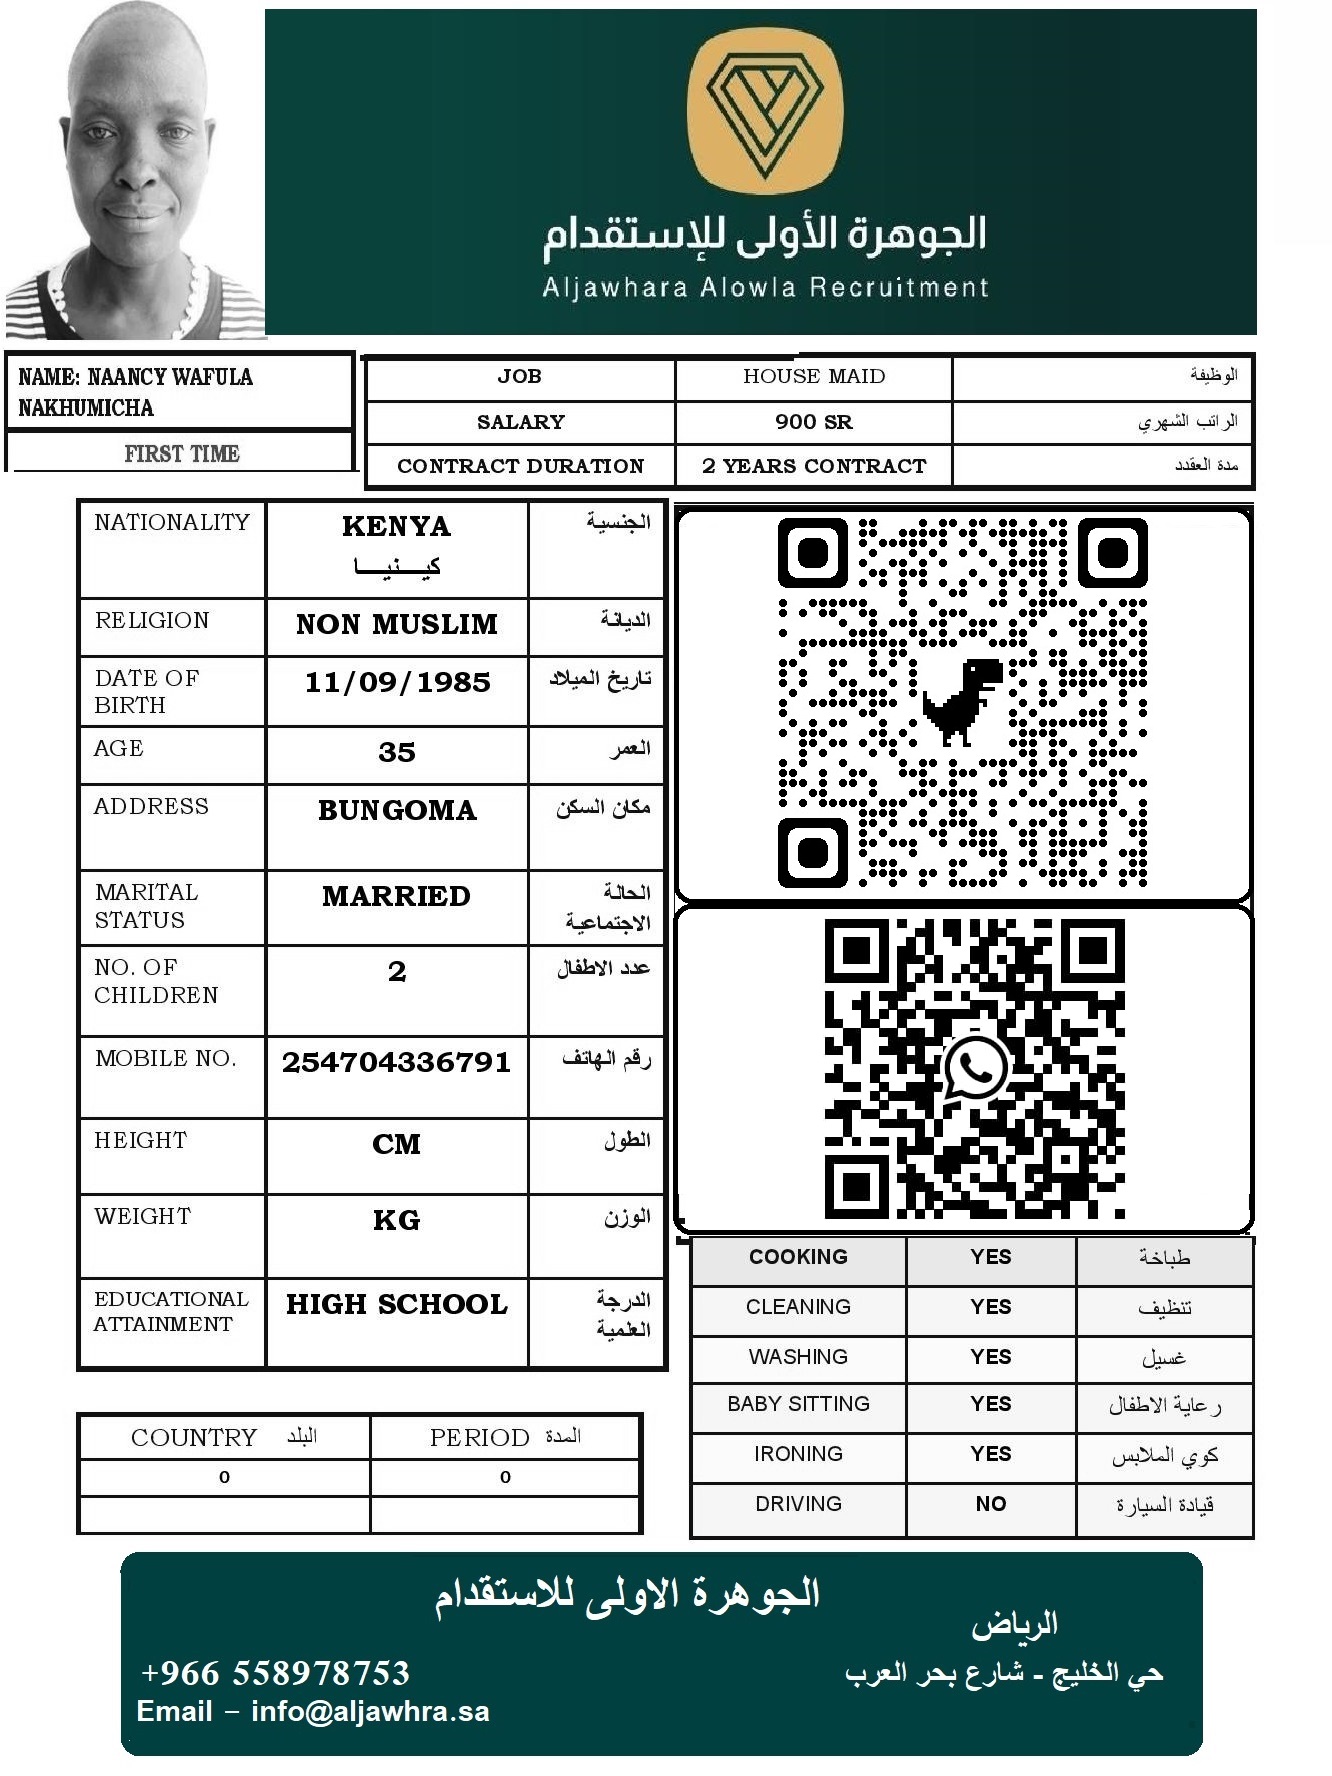 الجوهرة الأولى للإستقدام
Aljawhara Alowla Recruitment
NAME: NAANCY WAFULA
NAKHUMICHA
FIRST TIME
JOB HOUSE MAID الوظيفة
SALARY 900 SR الراتب الشهري
CONTRACT DURATION 2 YEARS CONTRACT مدة العقدد
NATIONALITY KENYA الجنسية
كيـــنيـــا
RELIGION NON MUSLIM الديانة
DATE OF 11/09/1985 تاريخ الميلاد
BIRTH
AGE 35 العمر
ADDRESS BUNGOMA مكان السكن
MARITAL MARRIED الحالة
STATUS الاجتماعية
NO. OF 2 عدد الاطفال
CHILDREN
MOBILE NO. 254704336791 رقم الهاتف
HEIGHT CM الطول
WEIGHT KG الوزن
EDUCATIONAL HIGH SCHOOL الدرجة
ATTAINMENT العلمية
COOKING YES طباخة
CLEANING YES تنظيف
WASHING YES غسيل
BABY SITTING YES رعاية الاطفال
IRONING YES كوي الملابس
DRIVING NO قيادة السيارة
COUNTRY البلد PERIOD المدة
0 0
الجوهرة الاولى للاستقدام
الرياض
حي الخليج - شارع بحر العرب
+966 558978753
Email – info@aljawhra.sa